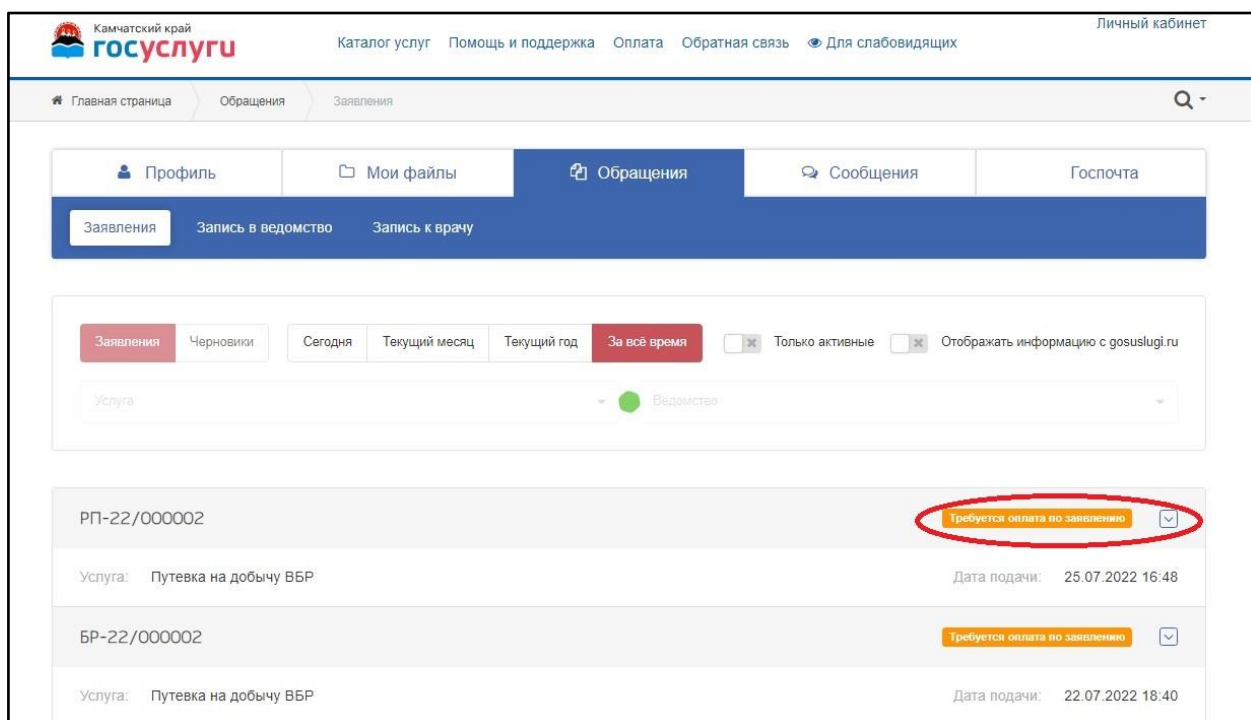 Камчатский край
госуслуги
Каталог услуг Помощь и поддержка Оплата Обратная связь Для слабовидящих
Личный кабинет
Главная страница Обращения Заявления
Профиль Мои файлы Обращения Сообщения Госпочта
Заявления Запись в ведомство Запись к врачу
Заявления Черновики Сегодня Текущий месяц Текущий год За всё время Только активные Отображать информацию с gosuslugi.ru
Услуга Ведомство
РП-22/000002 Требуется оплата по заявлению
Услуга: Путевка на добычу ВБР Дата подачи: 25.07.2022 16:48
БР-22/000002 Требуется оплата по заявлению
Услуга: Путевка на добычу ВБР Дата подачи: 22.07.2022 18:40